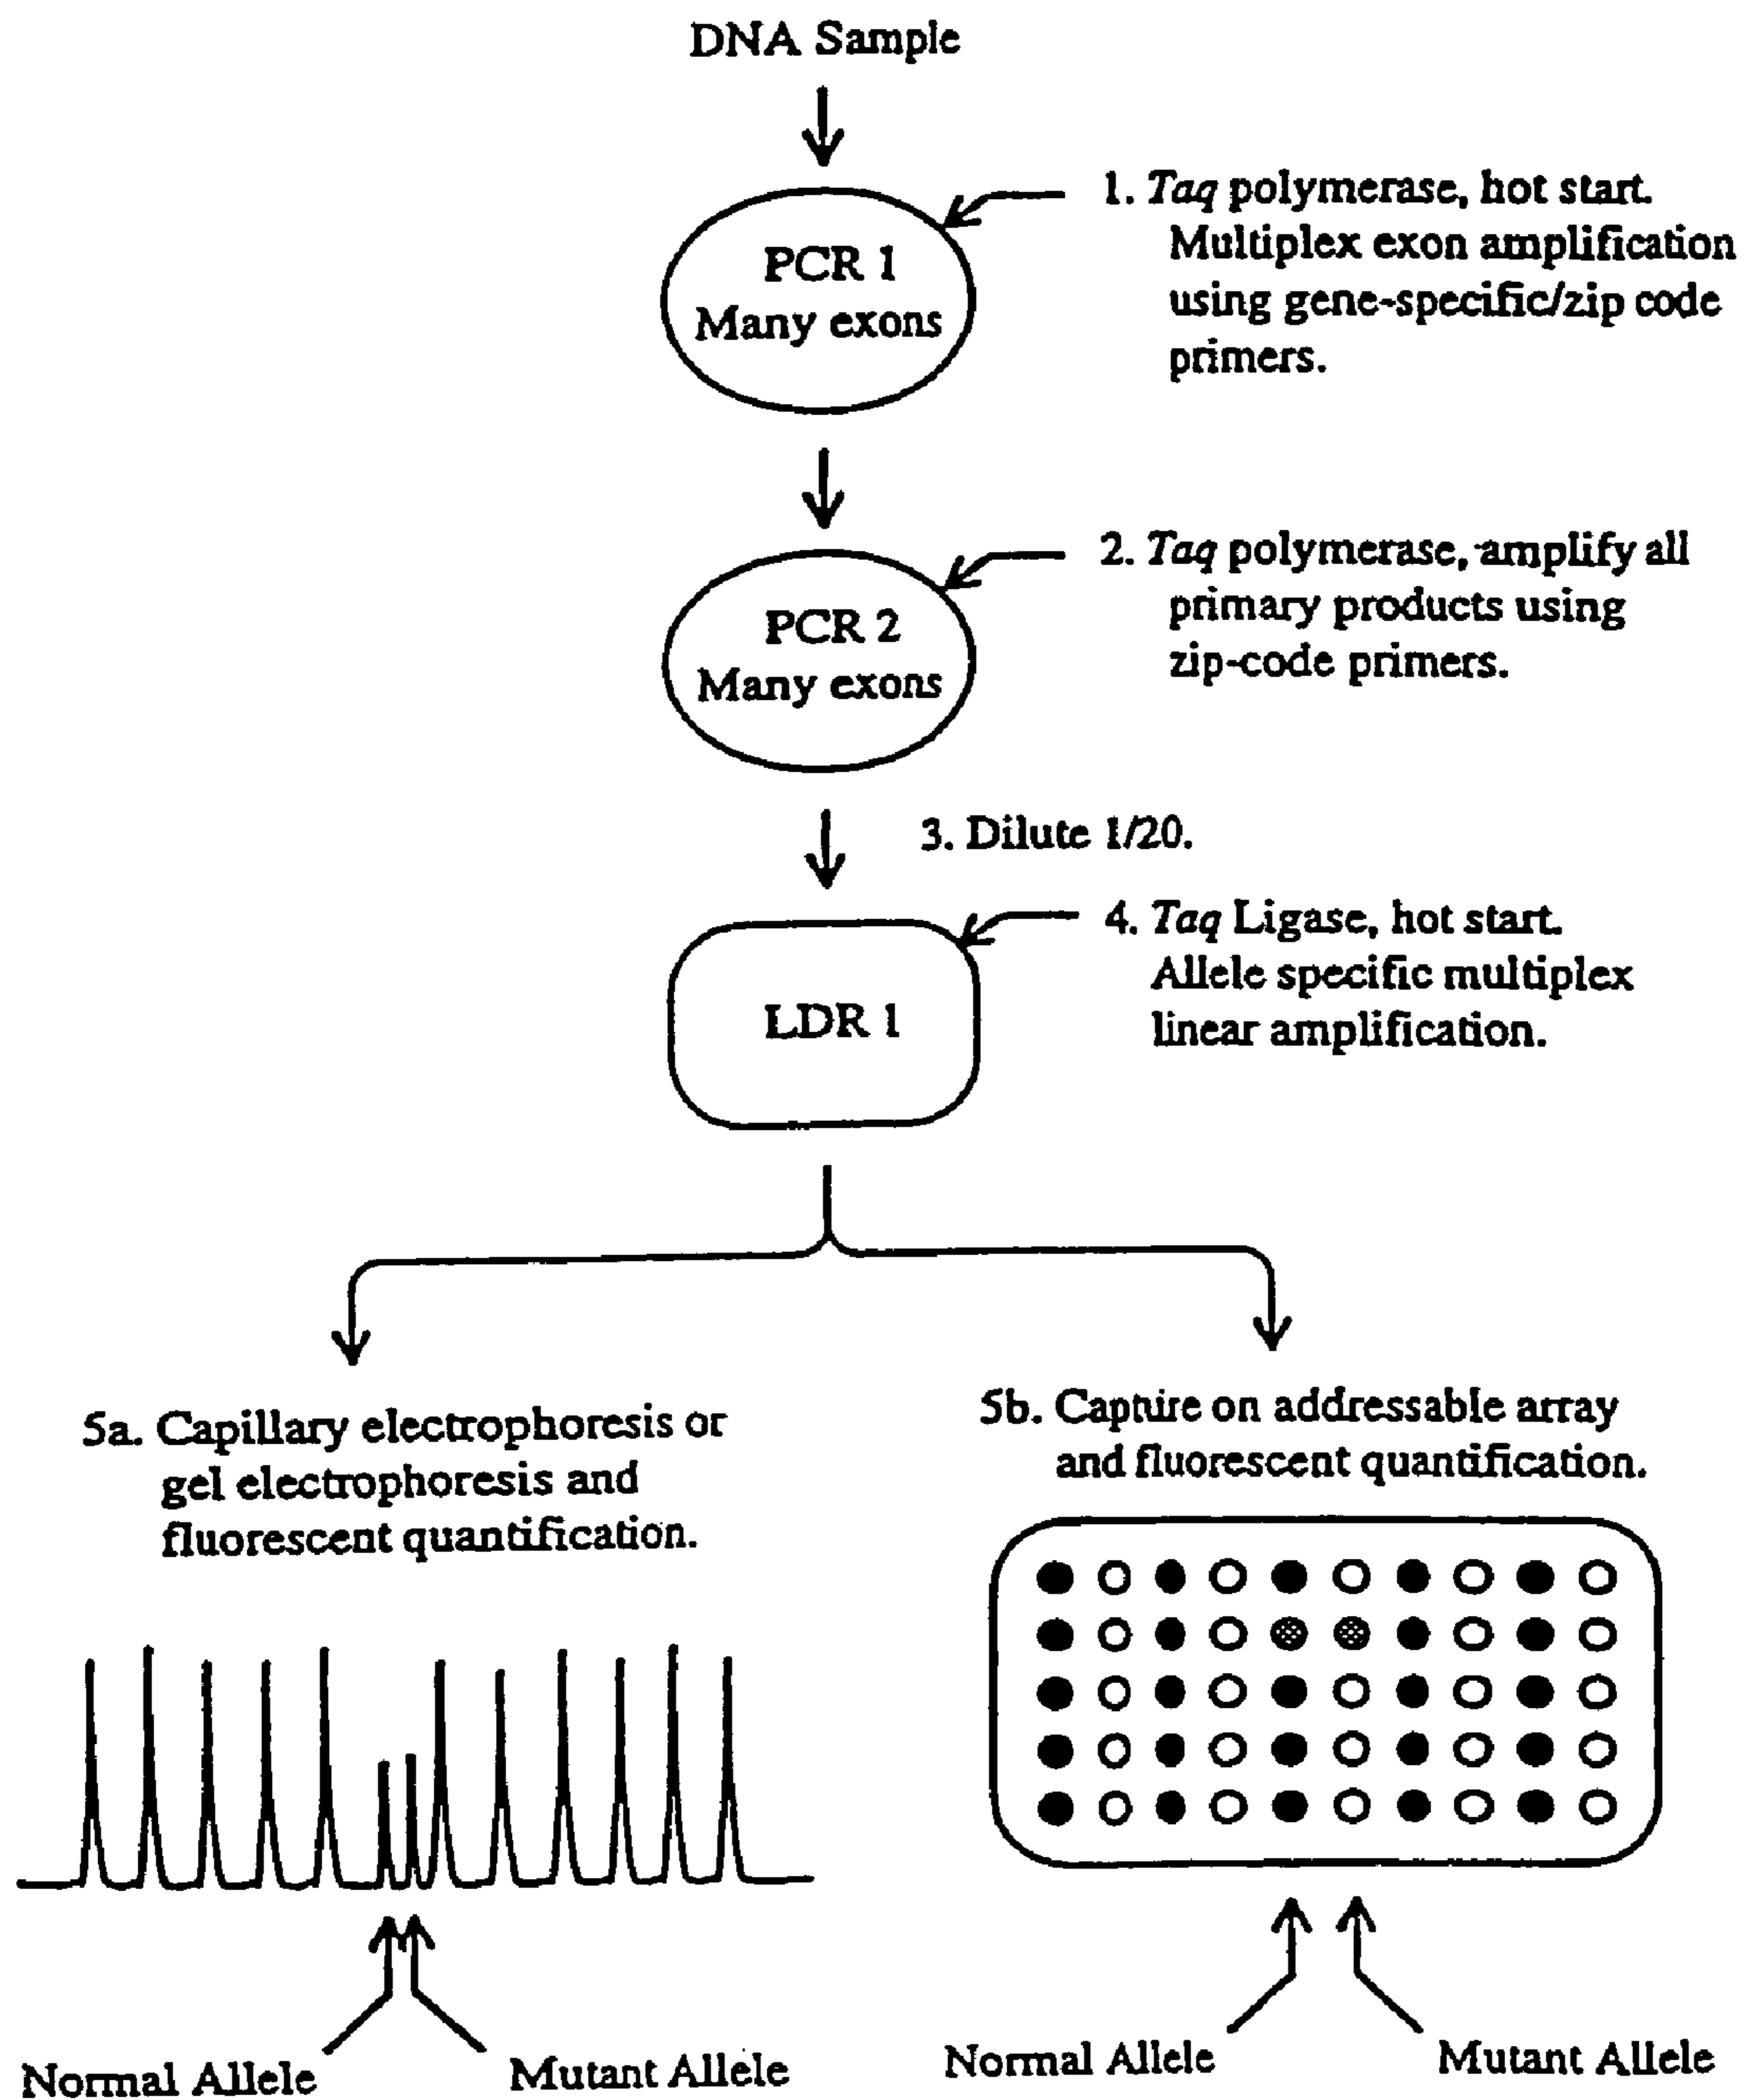 DNA Sample
PCR 1
Many exons
1. Taq polymerase, hot start.
Multiplex exon amplification
using gene-specific/zip code
primers.
PCR 2
Many exons
2. Taq polymerase, amplify all
primary products using
zip-code primers.
3. Dilute 1/20.
LDR 1
4. Taq Ligase, hot start.
Allele specific multiplex
linear amplification.
5a. Capillary electrophoresis or
gel electrophoresis and
fluorescent quantification.
5b. Capture on addressable array
and fluorescent quantification.
Normal Allele
Mutant Allele
Normal Allele
Mutant Allele